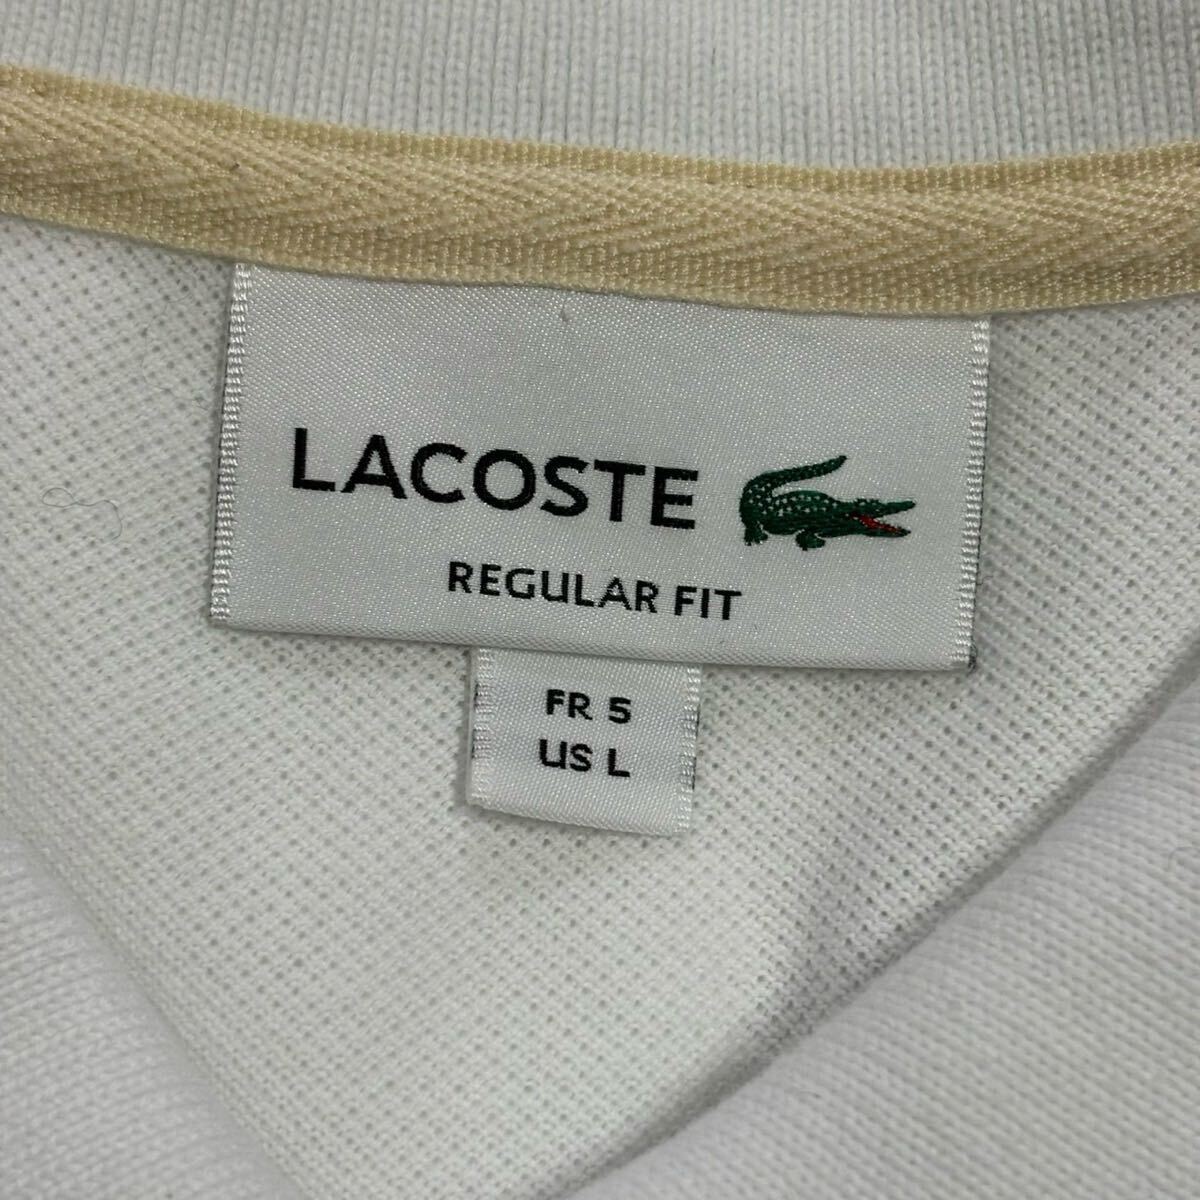 LACOSTE
REGULAR FIT
FR 5
US L